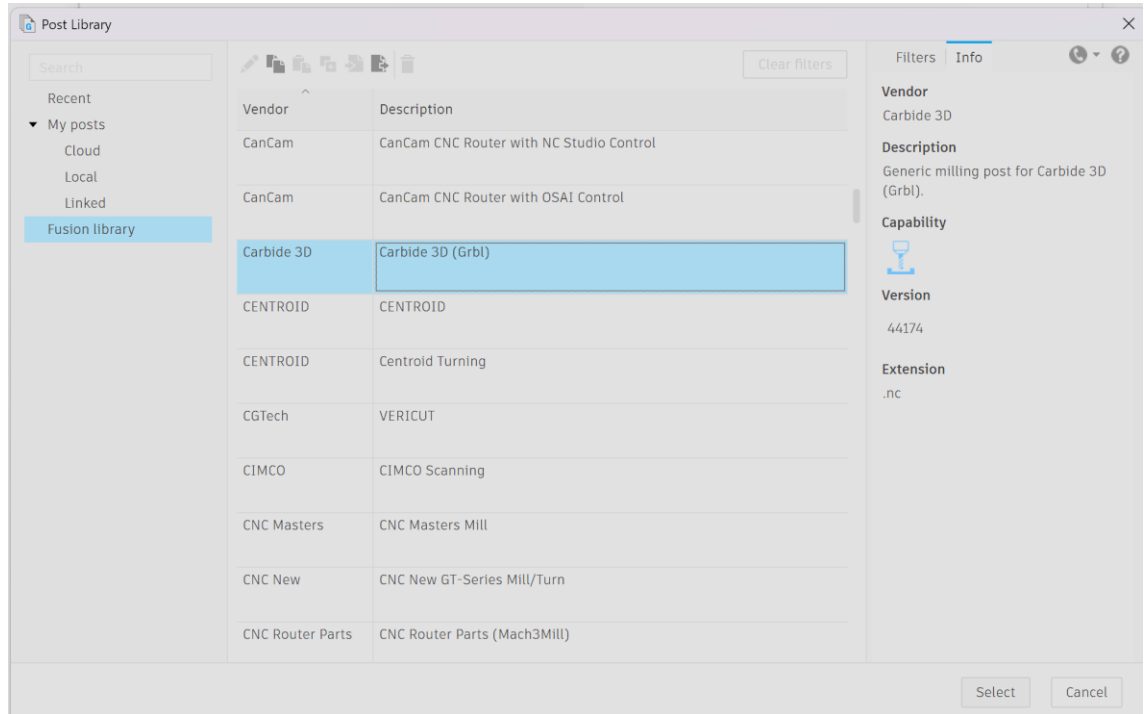 Post Library
Search
Recent
My posts
Cloud
Local
Linked
Fusion library
Clear filters
Vendor Description
CanCam CanCam CNC Router with NC Studio Control
CanCam CanCam CNC Router with OSAI Control
Carbide 3D Carbide 3D (Grbl)
CENTROID CENTROID
CENTROID Centroid Turning
CGTech VERICUT
CIMCO CIMCO Scanning
CNC Masters CNC Masters Mill
CNC New CNC New GT-Series Mill/Turn
CNC Router Parts CNC Router Parts (Mach3Mill)
Filters Info
Vendor
Carbide 3D
Description
Generic milling post for Carbide 3D
(Grbl).
Capability
Version
44174
Extension
.nc
Select Cancel